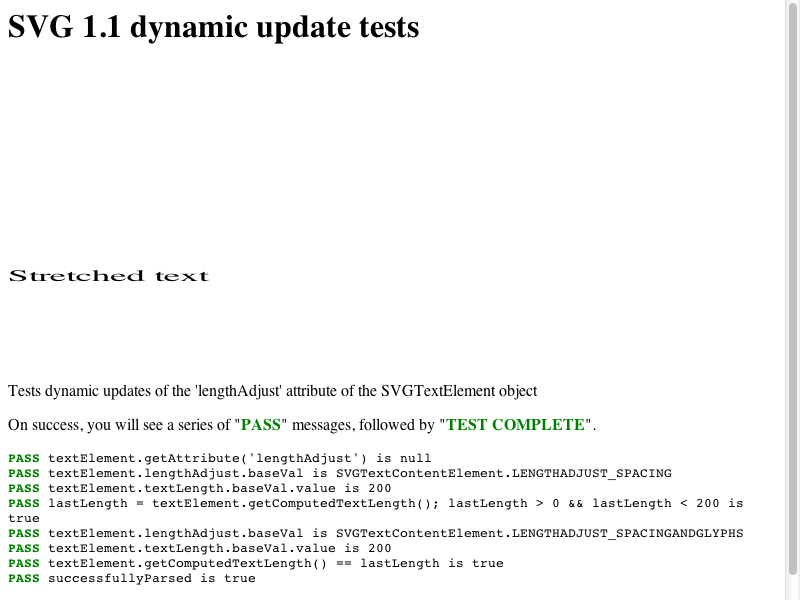 SVG 1.1 dynamic update tests
Stretched text
Tests dynamic updates of the 'lengthAdjust' attribute of the SVGTextElement object
On success, you will see a series of "PASS" messages, followed by "TEST COMPLETE".
PASS textElement.getAttribute('lengthAdjust') is null
PASS textElement.lengthAdjust.baseVal is SVGTextContentElement.LENGTHADJUST_SPACING
PASS textElement.textLength.baseVal.value is 200
PASS lastLength = textElement.getComputedTextLength(); lastLength > 0 && lastLength < 200 is
true
PASS textElement.lengthAdjust.baseVal is SVGTextContentElement.LENGTHADJUST_SPACINGANDGLYPHS
PASS textElement.textLength.baseVal.value is 200
PASS textElement.getComputedTextLength() == lastLength is true
PASS successfullyParsed is true